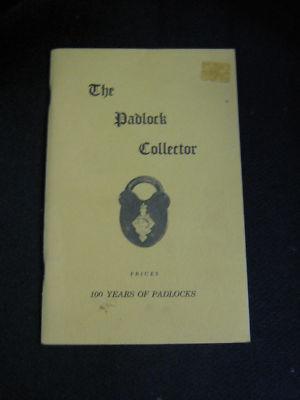 The
Padlock
Collector
PRICES
100 YEARS OF PADLOCKS